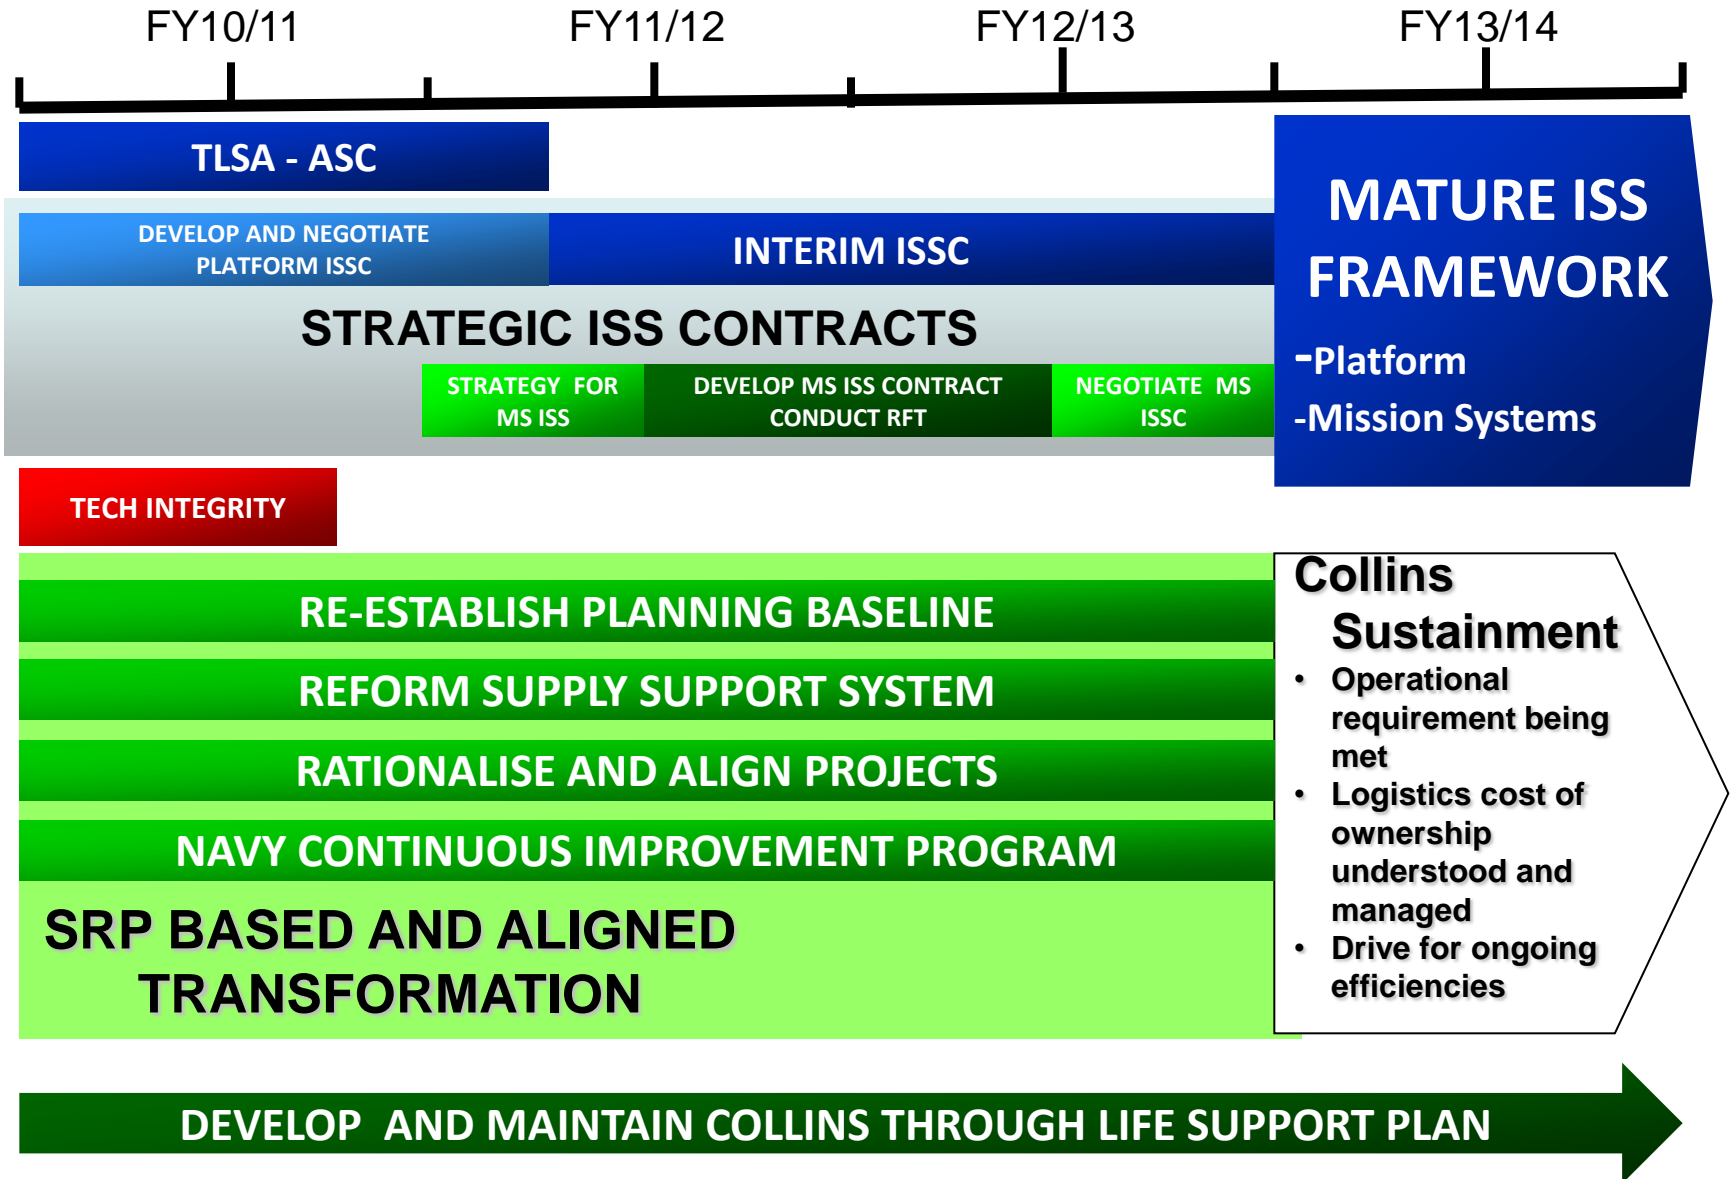 FY10/11 FY11/12 FY12/13 FY13/14
TLSA - ASC
DEVELOP AND NEGOTIATE
PLATFORM ISSC
INTERIM ISSC
STRATEGIC ISS CONTRACTS
STRATEGY FOR
MS ISS
DEVELOP MS ISS CONTRACT
CONDUCT RFT
NEGOTIATE MS
ISSC
MATURE ISS
FRAMEWORK
-Platform
-Mission Systems
TECH INTEGRITY
RE-ESTABLISH PLANNING BASELINE
REFORM SUPPLY SUPPORT SYSTEM
RATIONALISE AND ALIGN PROJECTS
NAVY CONTINUOUS IMPROVEMENT PROGRAM
SRP BASED AND ALIGNED
TRANSFORMATION
Collins
Sustainment
• Operational
requirement being
met
• Logistics cost of
ownership
understood and
managed
• Drive for ongoing
efficiencies
DEVELOP AND MAINTAIN COLLINS THROUGH LIFE SUPPORT PLAN